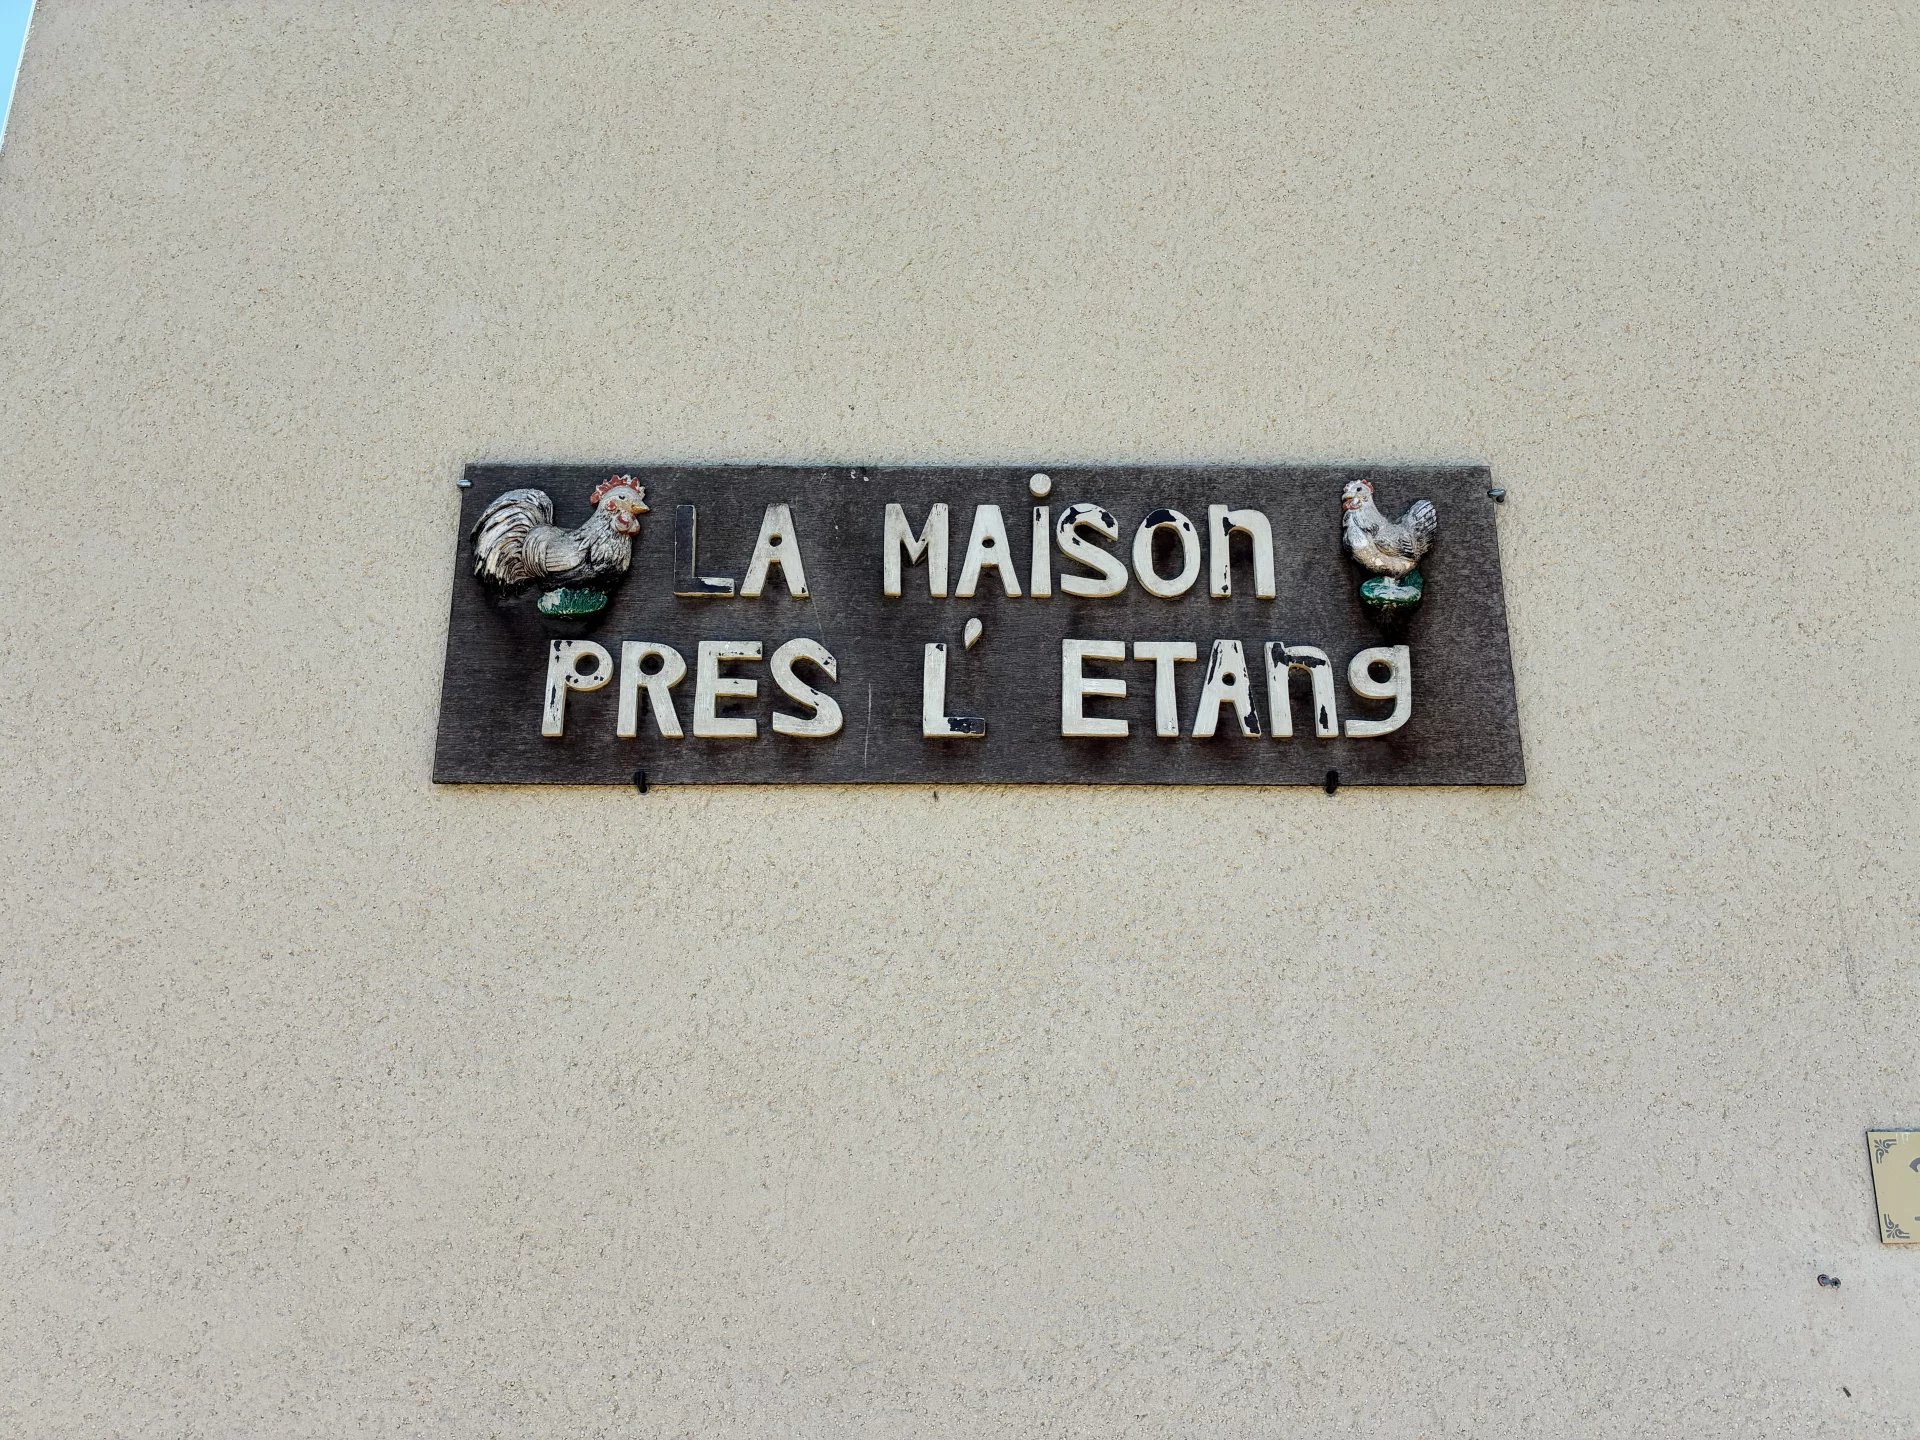 LA MAiSOn
PRES L' ETAng